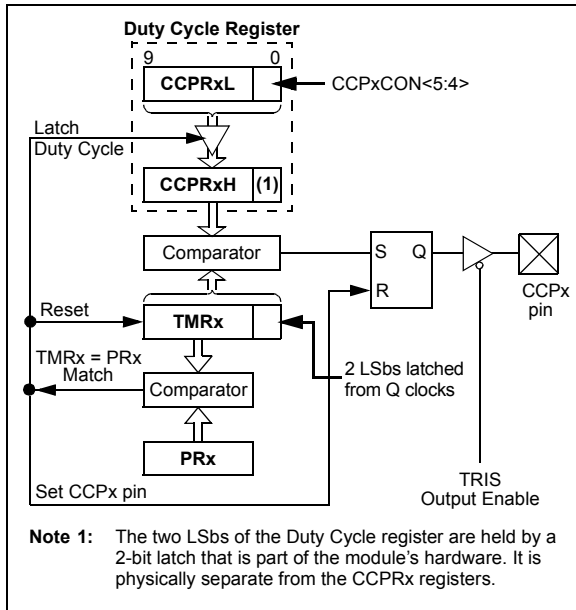 Duty Cycle Register
9 0
CCPRxL
CCPxCON<5:4>
Latch
Duty Cycle
CCPRxH (1)
Comparator
S Q
R
CCPx
pin
Reset
TMRx
TMRx = PRx
Match
2 LSbs latched
from Q clocks
Comparator
PRx
Set CCPx pin
TRIS
Output Enable
Note 1: The two LSbs of the Duty Cycle register are held by a
2-bit latch that is part of the module's hardware. It is
physically separate from the CCPRx registers.